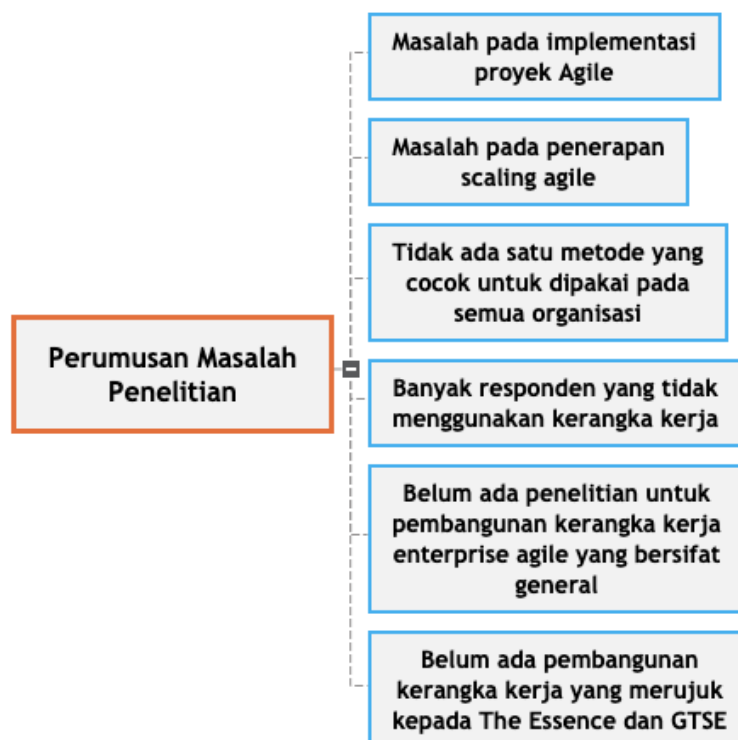 Masalah pada implementasi
proyek Agile
Masalah pada penerapan
scaling agile
Tidak ada satu metode yang
cocok untuk dipakai pada
semua organisasi
Perumusan Masalah
Penelitian
Banyak responden yang tidak
menggunakan kerangka kerja
Belum ada penelitian untuk
pembangunan kerangka kerja
enterprise agile yang bersifat
general
Belum ada pembangunan
kerangka kerja yang merujuk
kepada The Essence dan GTSE